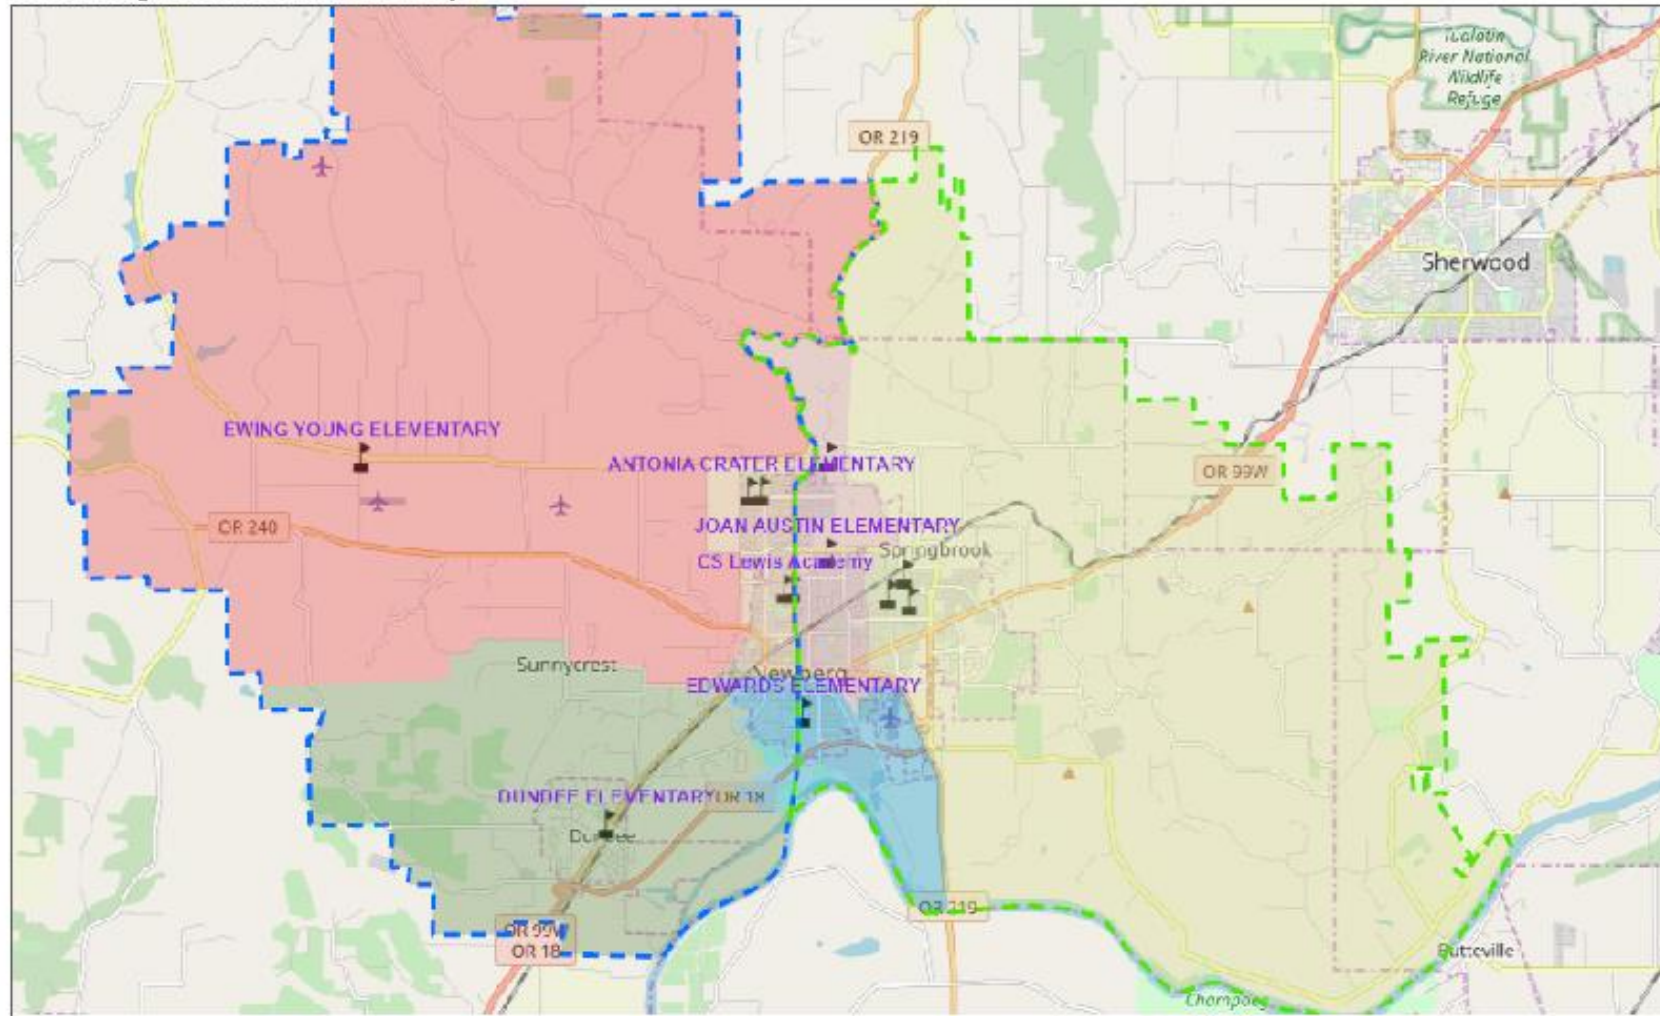 Tualatin
River National
Wildlife
Refuge
OR 219
Sherwood
EWING YOUNG ELEVENTARY
ANTONIA CRATER ELEMENTARY
OR 99W
OR 240
JOAN AUSTIN ELEMENTARY
Springbrook
CS Lewis Academy
Sunnycrest
Newberg
EDWARDS ELEMENTARY
DUNDEE ELEVENTARY
OR 18
Dundee
OR 219
OR 99W
OR 18
Butteville
Champoeg